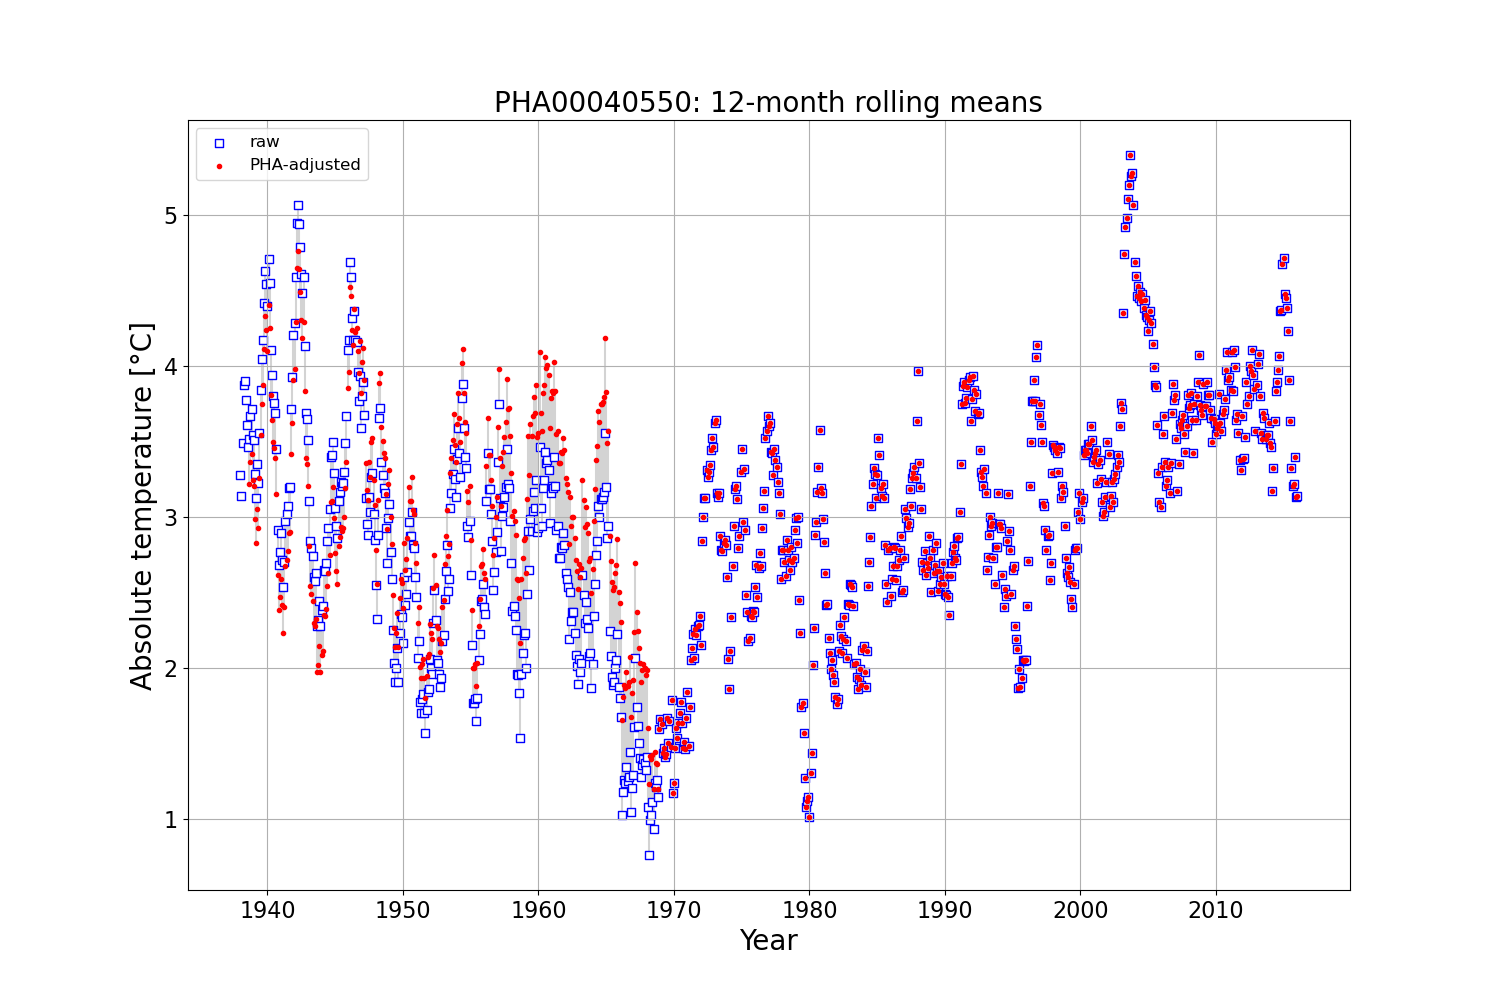 PHA00040550: 12-month rolling means
raw
PHA-adjusted
Absolute temperature [°C]
5
4
3
2
1
1940 1950 1960 1970 1980 1990 2000 2010
Year